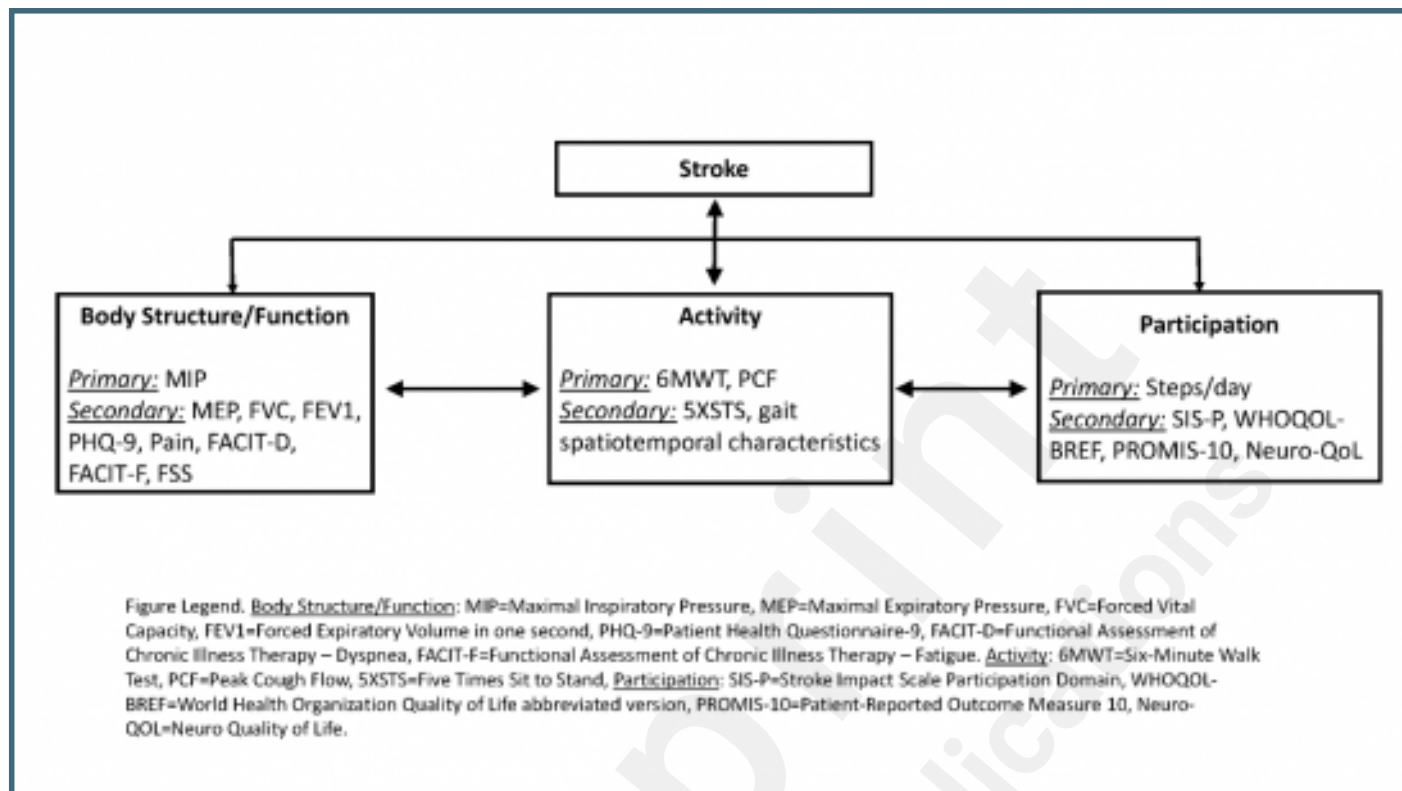 Stroke
Body Structure/Function
Primary: MIP
Secondary: MEP, FVC, FEV1,
PHQ-9, Pain, FACIT-D,
FACIT-F, FSS
Activity
Primary: 6MWT, PCF
Secondary: 5XSTS, gait
spatiotemporal characteristics
Participation
Primary: Steps/day
Secondary: SIS-P, WHOQOL-
BREF, PROMIS-10, Neuro-QoL
Figure Legend. Body Structure/Function: MIP=Maximal Inspiratory Pressure, MEP=Maximal Expiratory Pressure, FVC=Forced Vital
Capacity, FEV1=Forced Expiratory Volume in one second, PHQ-9=Patient Health Questionnaire-9, FACIT-D=Functional Assessment of
Chronic Illness Therapy – Dyspnea, FACIT-F=Functional Assessment of Chronic Illness Therapy – Fatigue. Activity: 6MWT=Six-Minute Walk
Test, PCF=Peak Cough Flow, 5XSTS=Five Times Sit to Stand, Participation: SIS-P=Stroke Impact Scale Participation Domain, WHOQOL-
BREF=World Health Organization Quality of Life abbreviated version, PROMIS-10=Patient-Reported Outcome Measure 10, Neuro-
QOL=Neuro Quality of Life.
print
lications